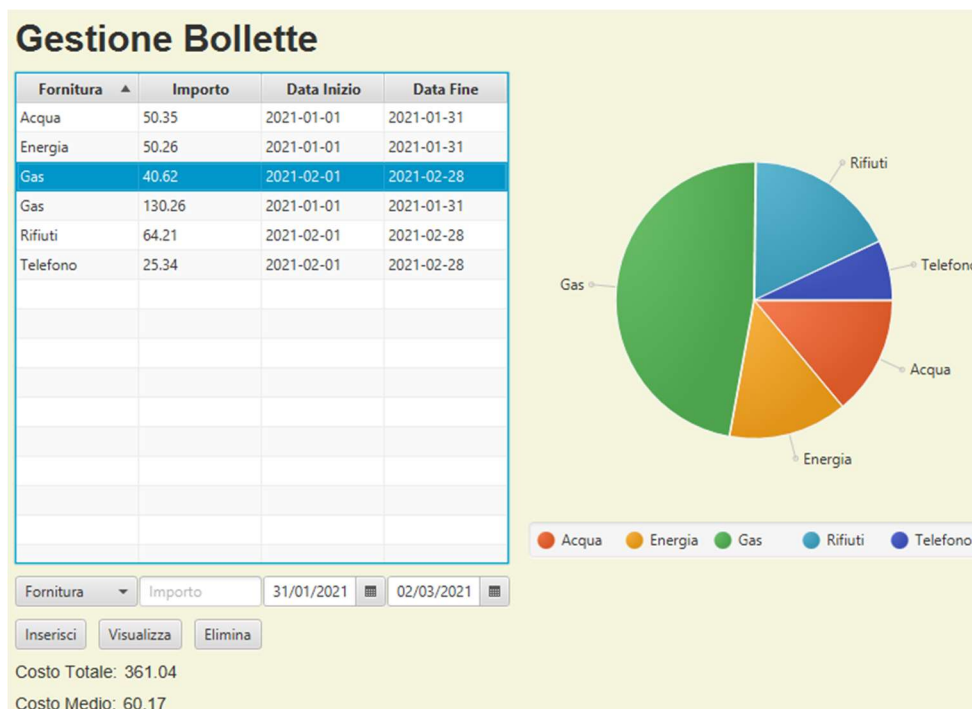 Gestione Bollette
Fornitura Importo Data Inizio Data Fine
Acqua 50.35 2021-01-01 2021-01-31
Energia 50.26 2021-01-01 2021-01-31
Gas 40.62 2021-02-01 2021-02-28
Gas 130.26 2021-01-01 2021-01-31
Rifiuti 64.21 2021-02-01 2021-02-28
Telefono 25.34 2021-02-01 2021-02-28
Fornitura Importo 31/01/2021 02/03/2021
Inserisci Visualizza Elimina
Costo Totale: 361.04
Costo Medio: 60.17
Rifiuti
Telefono
Gas
Acqua
Energia
Acqua Energia Gas Rifiuti Telefono